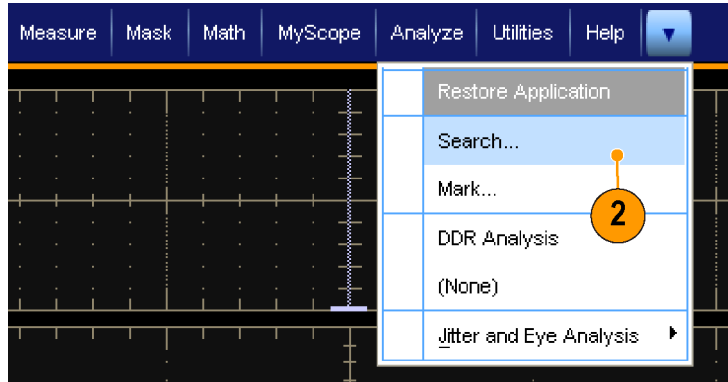 Measure Mask Math MyScope Analyze Utilities Help
Restore Application
Search...
Mark...
2
DDR Analysis
(None)
Jitter and Eye Analysis